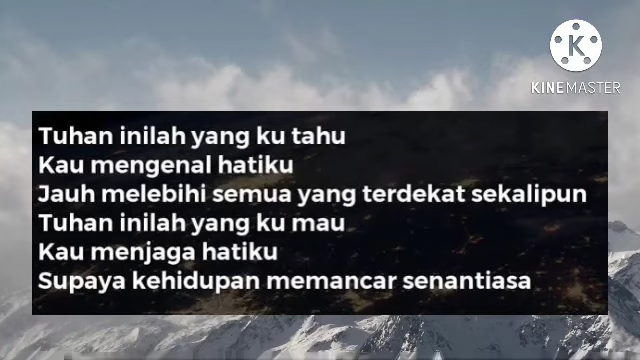 KINEMASTER
Tuhan inilah yang ku tahu
Kau mengenal hatiku
Jauh melebihi semua yang terdekat sekalipun
Tuhan inilah yang ku mau
Kau menjaga hatiku
Supaya kehidupan memancar senantiasa